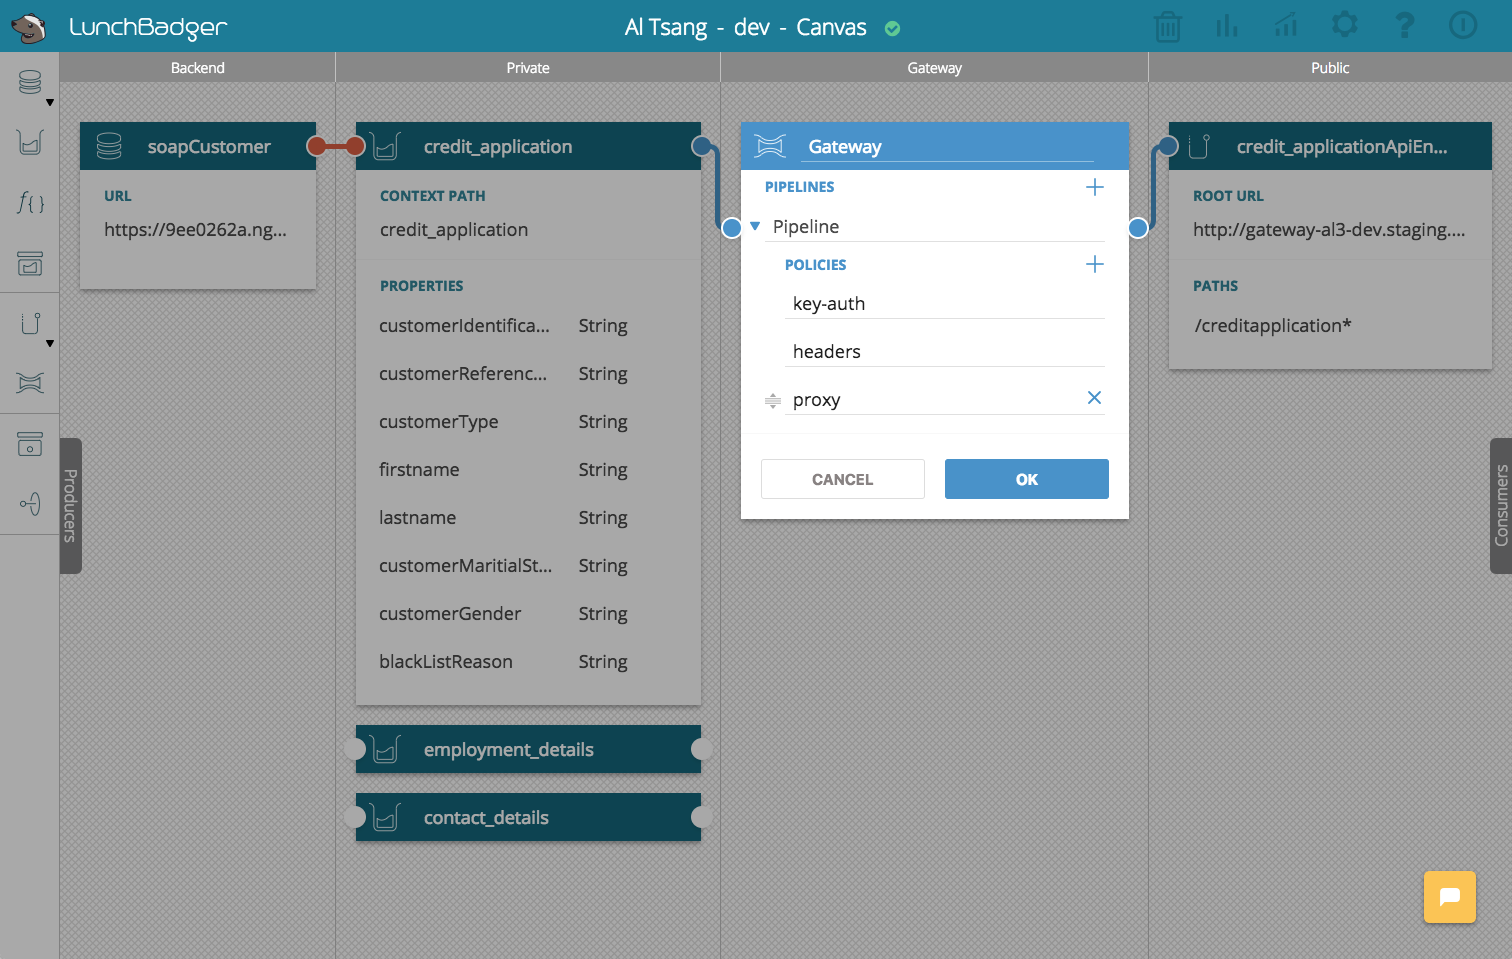 LunchBadger
Al Tsang - dev - Canvas
Backend
Private
Gateway
Public
soapCustomer
URL
https://9ee0262a.ng...
credit_application
CONTEXT PATH
credit_application
PROPERTIES
customerIdentifica... String
customerReferenc... String
customerType String
firstname String
lastname String
customerMaritialSt... String
customerGender String
blackListReason String
employment_details
contact_details
Gateway
PIPELINES
Pipeline
POLICIES
key-auth
headers
proxy
CANCEL
OK
credit_applicationApiEn...
ROOT URL
http://gateway-al3-dev.staging....
PATHS
/creditapplication*
f{}
Producers
Consumers